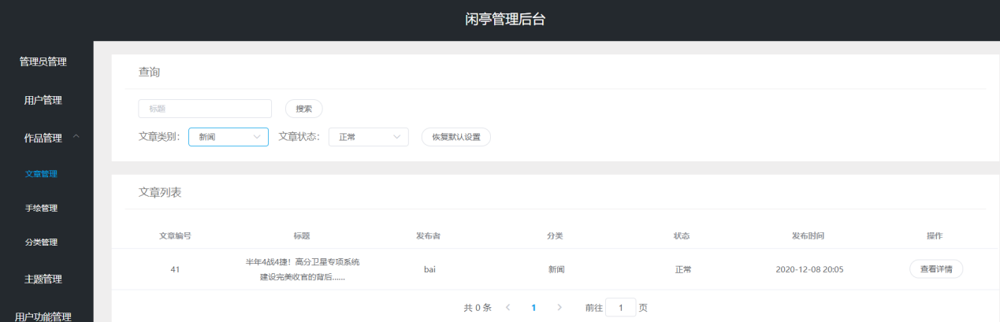 闲亭管理后台
管理员管理
用户管理
作品管理
文章管理
手绘管理
分类管理
主题管理
用户功能管理
查询
标题 搜索
文章类别： 新闻 文章状态： 正常 恢复默认设置
文章列表
文章编号 标题 发布者 分类 状态 发布时间 操作
41 半年4战4捷！高分卫星专项系统建设完美收官的背后...... bai 新闻 正常 2020-12-08 20:05 查看详情
共 0 条 1 前往 1 页